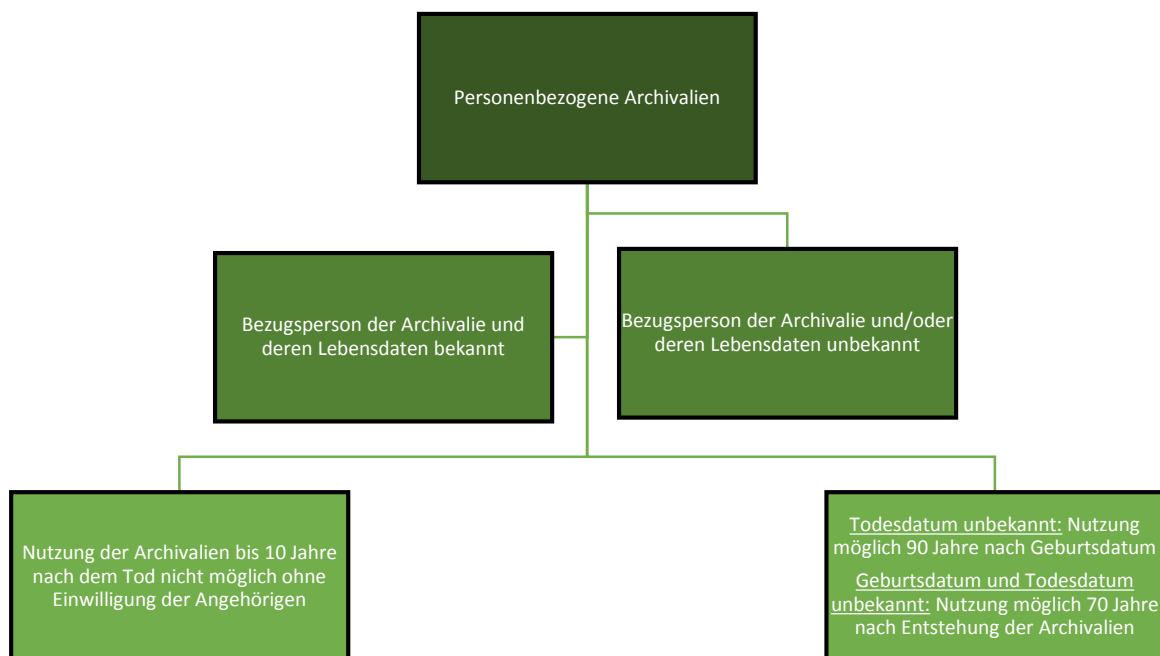 Personenbezogene Archivalien
Bezugsperson der Archivalie und
deren Lebensdaten bekannt
Bezugsperson der Archivalie und/oder
deren Lebensdaten unbekannt
Nutzung der Archivalien bis 10 Jahre
nach dem Tod nicht möglich ohne
Einwilligung der Angehörigen
Todesdatum unbekannt: Nutzung
möglich 90 Jahre nach Geburtsdatum
Geburtsdatum und Todesdatum
unbekannt: Nutzung möglich 70 Jahre
nach Entstehung der Archivalien